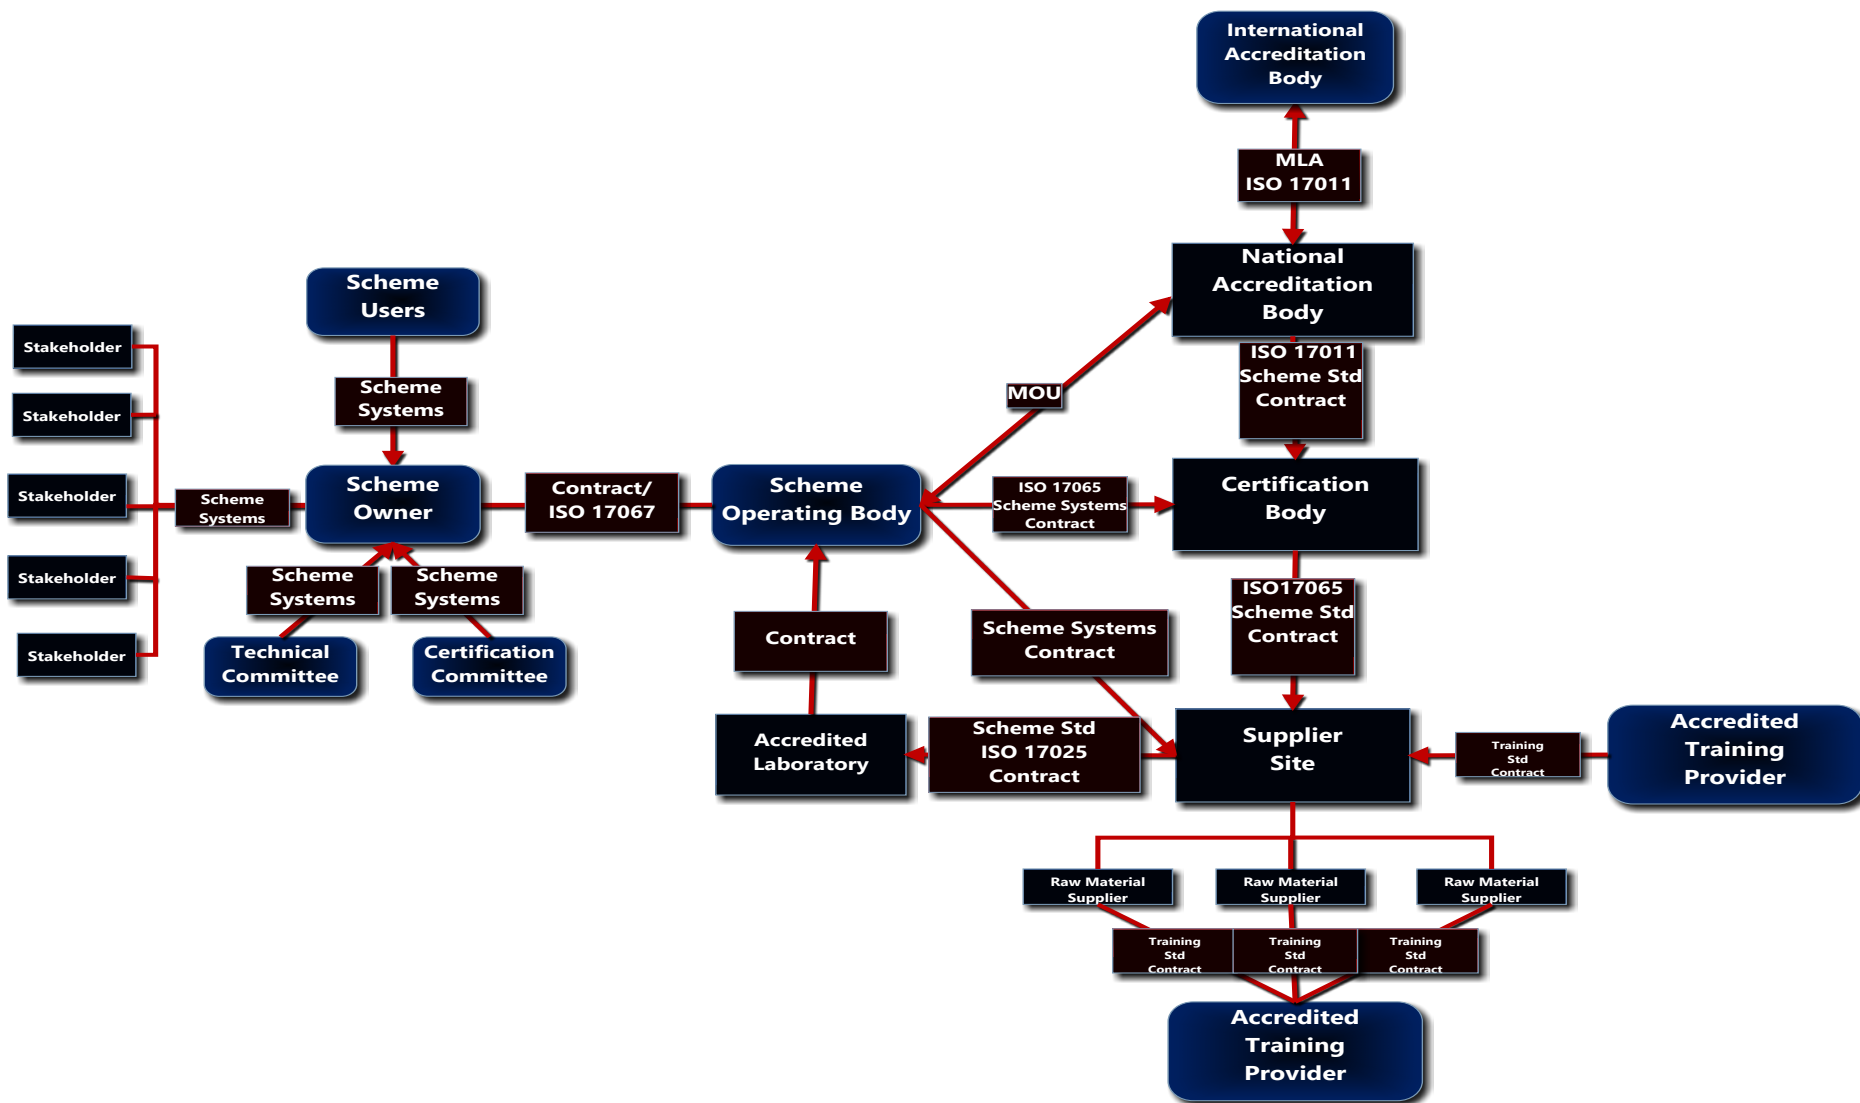 International
Accreditation
Body
MLA
ISO 17011
National
Accreditation
Body
ISO 17011
Scheme Std
Contract
MOU
Scheme
Users
Scheme
Systems
Stakeholder
Stakeholder
Stakeholder
Stakeholder
Stakeholder
Scheme
Systems
Scheme
Owner
Contract/
ISO 17067
Scheme
Operating Body
ISO 17065
Scheme Systems
Contract
Certification
Body
Scheme
Systems
Scheme
Systems
Technical
Committee
Certification
Committee
Contract
Scheme Systems
Contract
ISO17065
Scheme Std
Contract
Accredited
Laboratory
Scheme Std
ISO 17025
Contract
Supplier
Site
Training
Std
Contract
Accredited
Training
Provider
Raw Material
Supplier
Raw Material
Supplier
Raw Material
Supplier
Training
Std
Contract
Training
Std
Contract
Training
Std
Contract
Accredited
Training
Provider